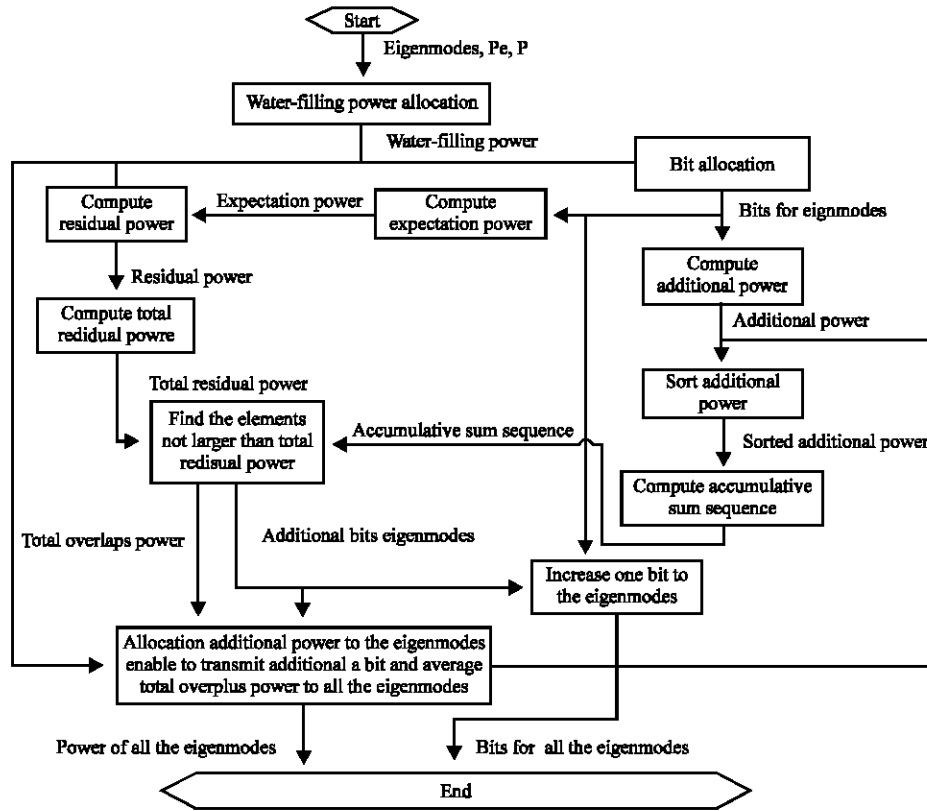 Start
Eigenmodes, Pe, P
Water-filling power allocation
Water-filling power
Bit allocation
Compute
residual power
Expectation power
Compute
expectation power
Bits for eignmodes
Compute
additional power
Residual power
Compute total
redidual powre
Additional power
Sort additional
power
Total residual power
Find the elements
not larger than total
redisual power
Accumulative sum sequence
Sorted additional power
Compute accumulative
sum sequence
Total overlaps power
Additional bits eigenmodes
Increase one bit to
the eigenmodes
Allocation additional power to the eigenmodes
enable to transmit additional a bit and average
total overplus power to all the eigenmodes
Power of all the eigenmodes
Bits for all the eigenmodes
End